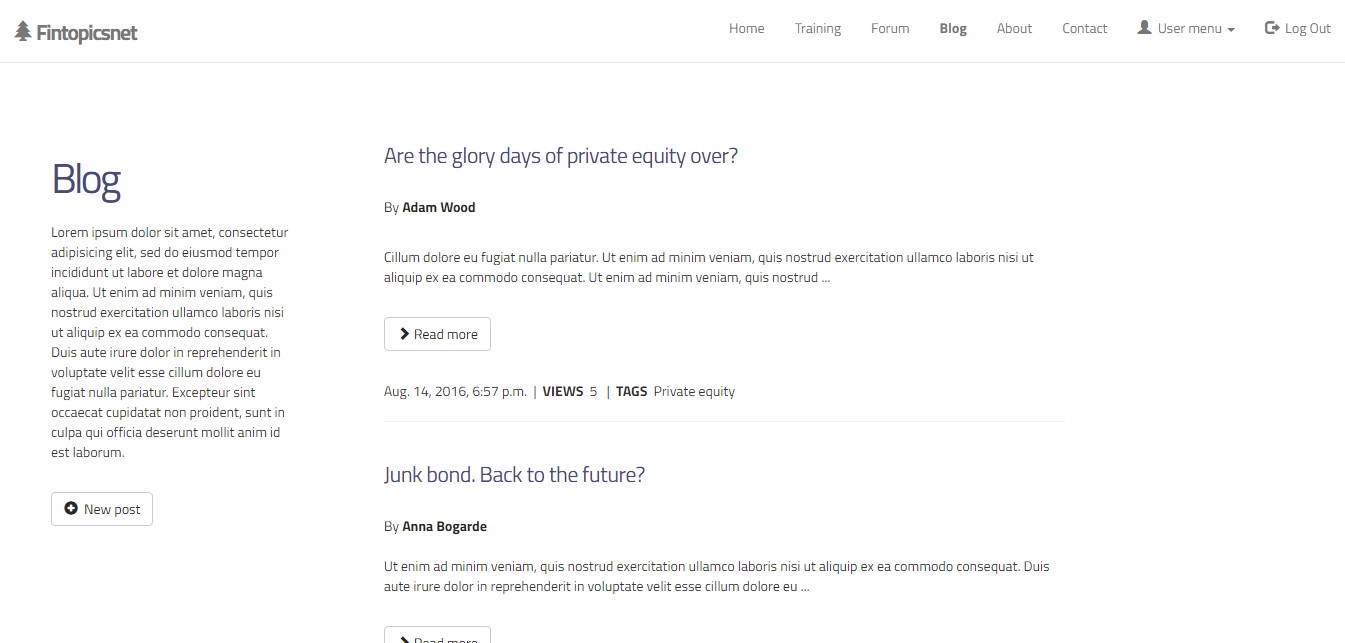 Fintopicsnet
Home Training Forum Blog About Contact User menu Log Out
Blog
Lorem ipsum dolor sit amet, consectetur
adipisicing elit, sed do eiusmod tempor
incididunt ut labore et dolore magna
aliqua. Ut enim ad minim veniam, quis
nostrud exercitation ullamco laboris nisi
ut aliquip ex ea commodo consequat.
Duis aute irure dolor in reprehenderit in
voluptate velit esse cillum dolore eu
fugiat nulla pariatur. Excepteur sint
occaecat cupidatat non proident, sunt in
culpa qui officia deserunt mollit anim id
est laborum.
New post
Are the glory days of private equity over?
By Adam Wood
Cillum dolore eu fugiat nulla pariatur. Ut enim ad minim veniam, quis nostrud exercitation ullamco laboris nisi ut
aliquip ex ea commodo consequat. Ut enim ad minim veniam, quis nostrud ...
Read more
Aug. 14, 2016, 6:57 p.m. | VIEWS 5 | TAGS Private equity
Junk bond. Back to the future?
By Anna Bogarde
Ut enim ad minim veniam, quis nostrud exercitation ullamco laboris nisi ut aliquip ex ea commodo consequat. Duis
aute irure dolor in reprehenderit in voluptate velit esse cillum dolore eu ...
Read more